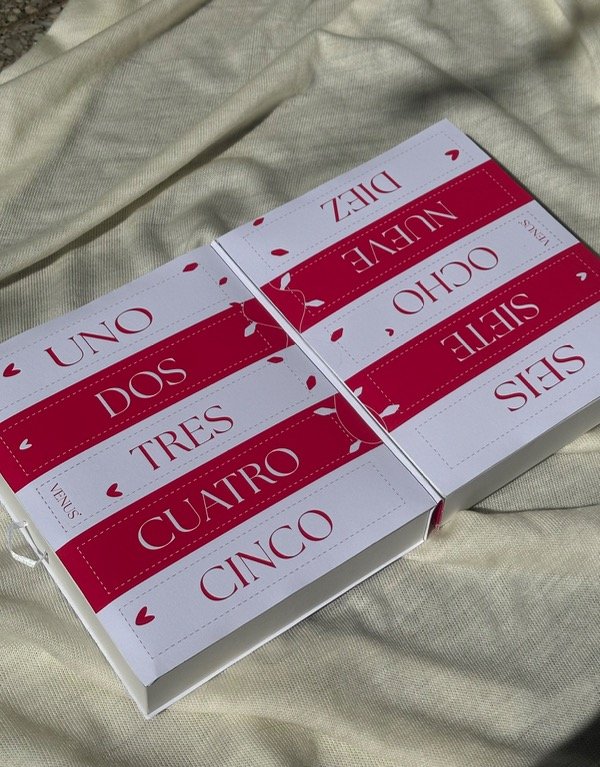 UNO
DOS
TRES
VENUS
CUATRO
CINCO
SEIS
SIETE
OCHO
VENUS
NUEVE
DIEZ